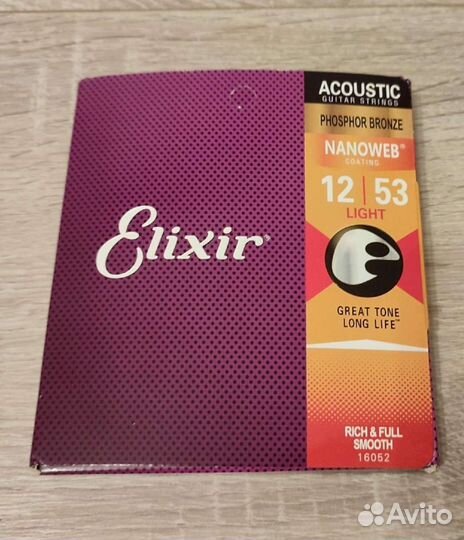 ACOUSTIC
GUITAR STRINGS
PHOSPHOR BRONZE
NANOWEB®
COATING
12 | 53
LIGHT
Elixir®
GREAT TONE
LONG LIFE™
RICH & FULL
SMOOTH
16052
Avito